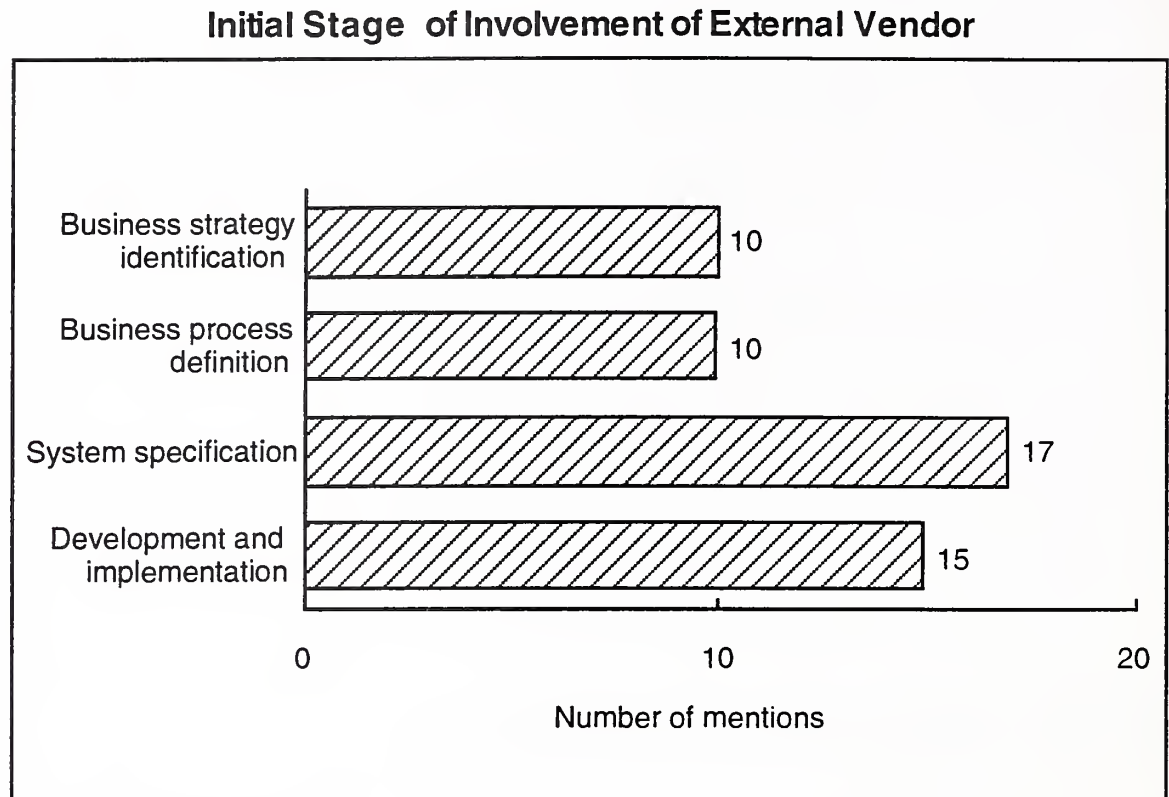 Initial Stage of Involvement of External Vendor
Business strategy
identification
10
Business process
definition
10
System specification
17
Development and
implementation
15
0
10
20
Number of mentions